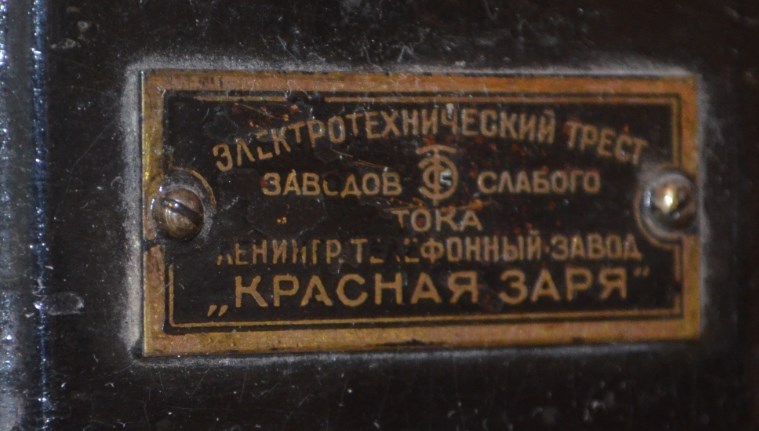 ЭЛЕКТРОТЕХНИЧЕСКИЙ ТРЕСТ
ЗАВОДОВ СЛАБОГО
ТОКА
ЛЕНИНГР. ТЕЛЕФОННЫЙ·ЗАВОД
„КРАСНАЯ ЗАРЯ"